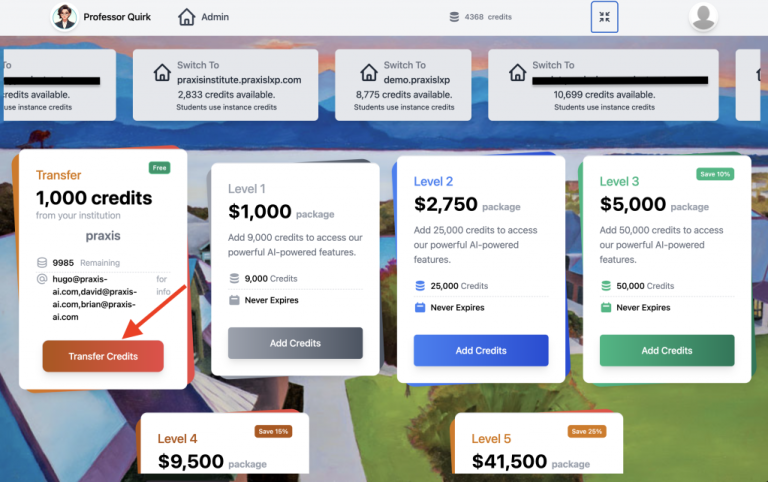 Professor Quirk
Admin
4368 credits
To
credits available.
Students use instance credits
Switch To
praxisinstitute.praxislxp.com
2,833 credits available.
Students use instance credits
Switch To
demo.praxislxp
8,775 credits available.
Students use instance credits
Switch To
10,699 credits available.
Students use instance credits
Free
Transfer
1,000 credits
from your institution
praxis
9985 Remaining
@ hugo@praxis- for
ai.com,david@praxis- info
ai.com,brian@praxis-
ai.com
Transfer Credits
Level 1
$1,000 package
Add 9,000 credits to access our
powerful AI-powered features.
9,000 Credits
Never Expires
Add Credits
Level 2
$2,750 package
Add 25,000 credits to access
our powerful AI-powered
features.
25,000 Credits
Never Expires
Add Credits
Save 10%
Level 3
$5,000 package
Add 50,000 credits to access
our powerful AI-powered
features.
50,000 Credits
Never Expires
Add Credits
Save 15%
Level 4
$9,500 package
Save 25%
Level 5
$41,500 package